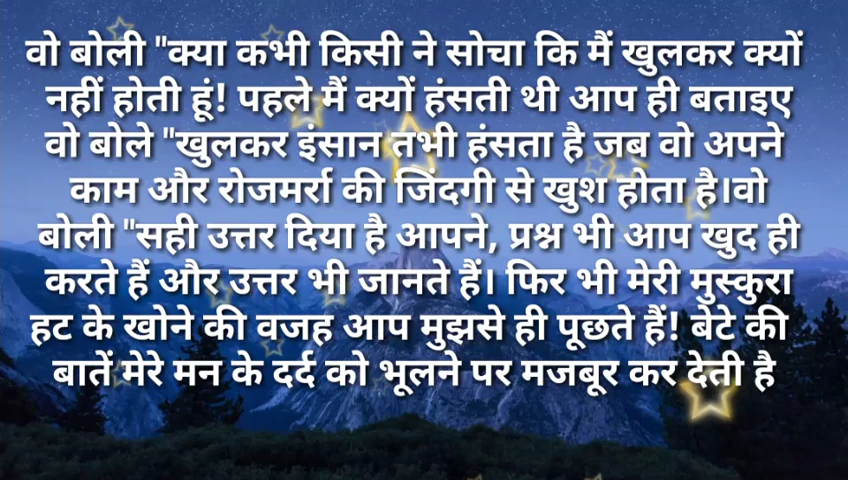 वो बोली "क्या कभी किसी ने सोचा कि मैं खुलकर क्यों
नहीं होती हूं! पहले मैं क्यों हंसती थी आप ही बताइए
वो बोले "खुलकर इंसान तभी हंसता है जब वो अपने
काम और रोजमर्रा की जिंदगी से खुश होता है।वो
बोली "सही उत्तर दिया है आपने, प्रश्न भी आप खुद ही
करते हैं और उत्तर भी जानते हैं। फिर भी मेरी मुस्कुरा
हट के खोने की वजह आप मुझसे ही पूछते हैं! बेटे की
बातें मेरे मन के दर्द को भूलने पर मजबूर कर देती है